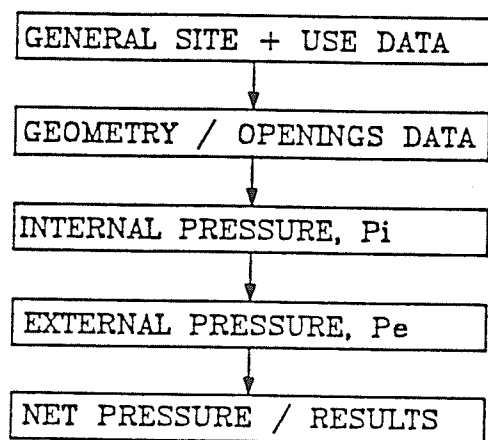 GENERAL SITE + USE DATA
GEOMETRY / OPENINGS DATA
INTERNAL PRESSURE, Pi
EXTERNAL PRESSURE, Pe
NET PRESSURE / RESULTS